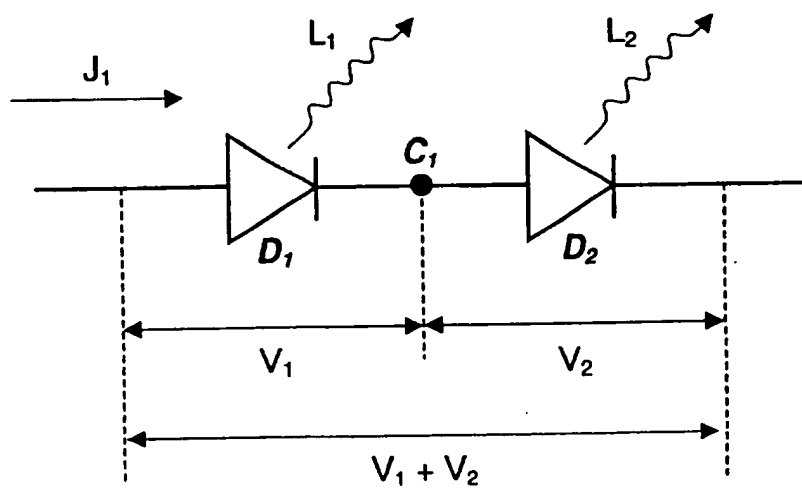 L₁ L₂
J₁
C₁
D₁ D₂
V₁ V₂
V₁ + V₂